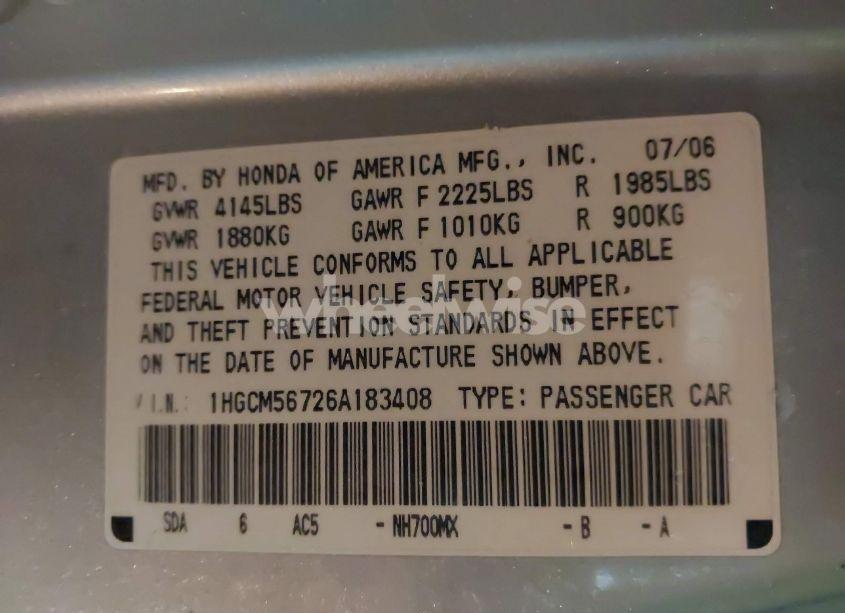 MFD. BY HONDA OF AMERICA MFG., INC. 07/06
GVWR 4145LBS GAWR F 2225LBS R 1985LBS
GVWR 1880KG GAWR F 1010KG R 900KG
THIS VEHICLE CONFORMS TO ALL APPLICABLE
FEDERAL MOTOR VEHICLE SAFETY, BUMPER,
AND THEFT PREVENTION STANDARDS IN EFFECT
ON THE DATE OF MANUFACTURE SHOWN ABOVE.
V.I.N.: 1HGCM56726A183408 TYPE: PASSENGER CAR
SDA 6 AC5 - NH700MX - B - A
wheelwise